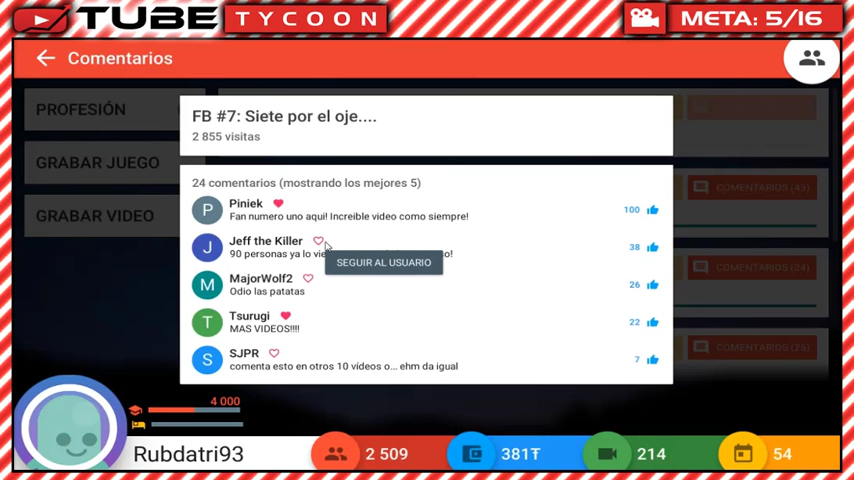 TUBE TYCOON
META: 5/16
Comentarios
PROFESIÓN
GRABAR JUEGO
GRABAR VIDEO
FB #7: Siete por el oje....
2 855 visitas
24 comentarios (mostrando los mejores 5)
Piniek
Fan numero uno aqui! Increible video como siempre!
100
Jeff the Killer
90 personas ya lo vie
38
SEGUIR AL USUARIO
MajorWolf2
Odio las patatas
26
Tsurugi
MAS VIDEOS!!!!
22
SJPR
comenta esto en otros 10 vídeos o... ehm da igual
7
P
J
M
T
S
COMENTARIOS (43)
COMENTARIOS (24)
COMENTARIOS (25)
4 000
Rubdatri93
2 509
381Ŧ
214
54